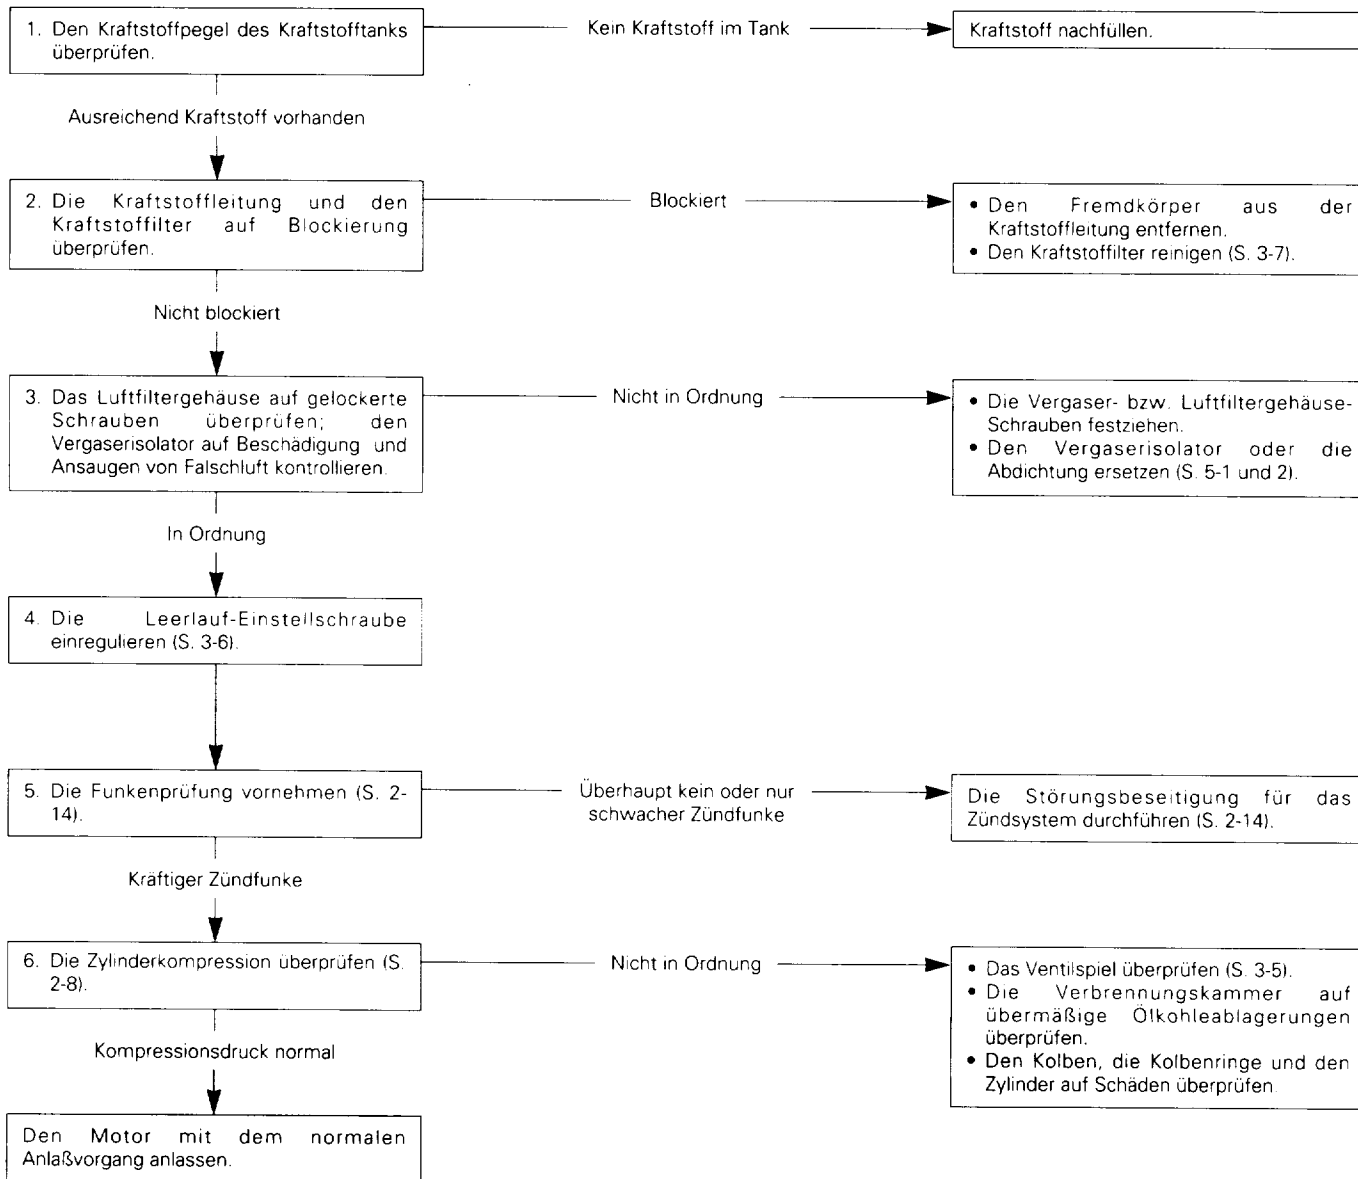 1. Den Kraftstoffpegel des Kraftstofftanks
überprüfen.
Kein Kraftstoff im Tank
Kraftstoff nachfüllen.
Ausreichend Kraftstoff vorhanden
2. Die Kraftstoffleitung und den
Kraftstoffilter auf Blockierung
überprüfen.
Blockiert
• Den Fremdkörper aus der
Kraftstoffleitung entfernen.
• Den Kraftstoffilter reinigen (S. 3-7).
Nicht blockiert
3. Das Luftfiltergehäuse auf gelockerte
Schrauben überprüfen; den
Vergaserisolator auf Beschädigung und
Ansaugen von Falschluft kontrollieren.
Nicht in Ordnung
• Die Vergaser- bzw. Luftfiltergehäuse-
Schrauben festziehen.
• Den Vergaserisolator oder die
Abdichtung ersetzen (S. 5-1 und 2).
In Ordnung
4. Die Leerlauf-Einstellschraube
einregulieren (S. 3-6).
5. Die Funkenprüfung vornehmen (S. 2-
14).
Überhaupt kein oder nur
schwacher Zündfunke
Die Störungsbeseitigung für das
Zündsystem durchführen (S. 2-14).
Kräftiger Zündfunke
6. Die Zylinderkompression überprüfen (S.
2-8).
Nicht in Ordnung
• Das Ventilspiel überprüfen (S. 3-5).
• Die Verbrennungskammer auf
übermäßige Ölkohleablagerungen
überprüfen.
• Den Kolben, die Kolbenringe und den
Zylinder auf Schäden überprüfen.
Kompressionsdruck normal
Den Motor mit dem normalen
Anlaßvorgang anlassen.